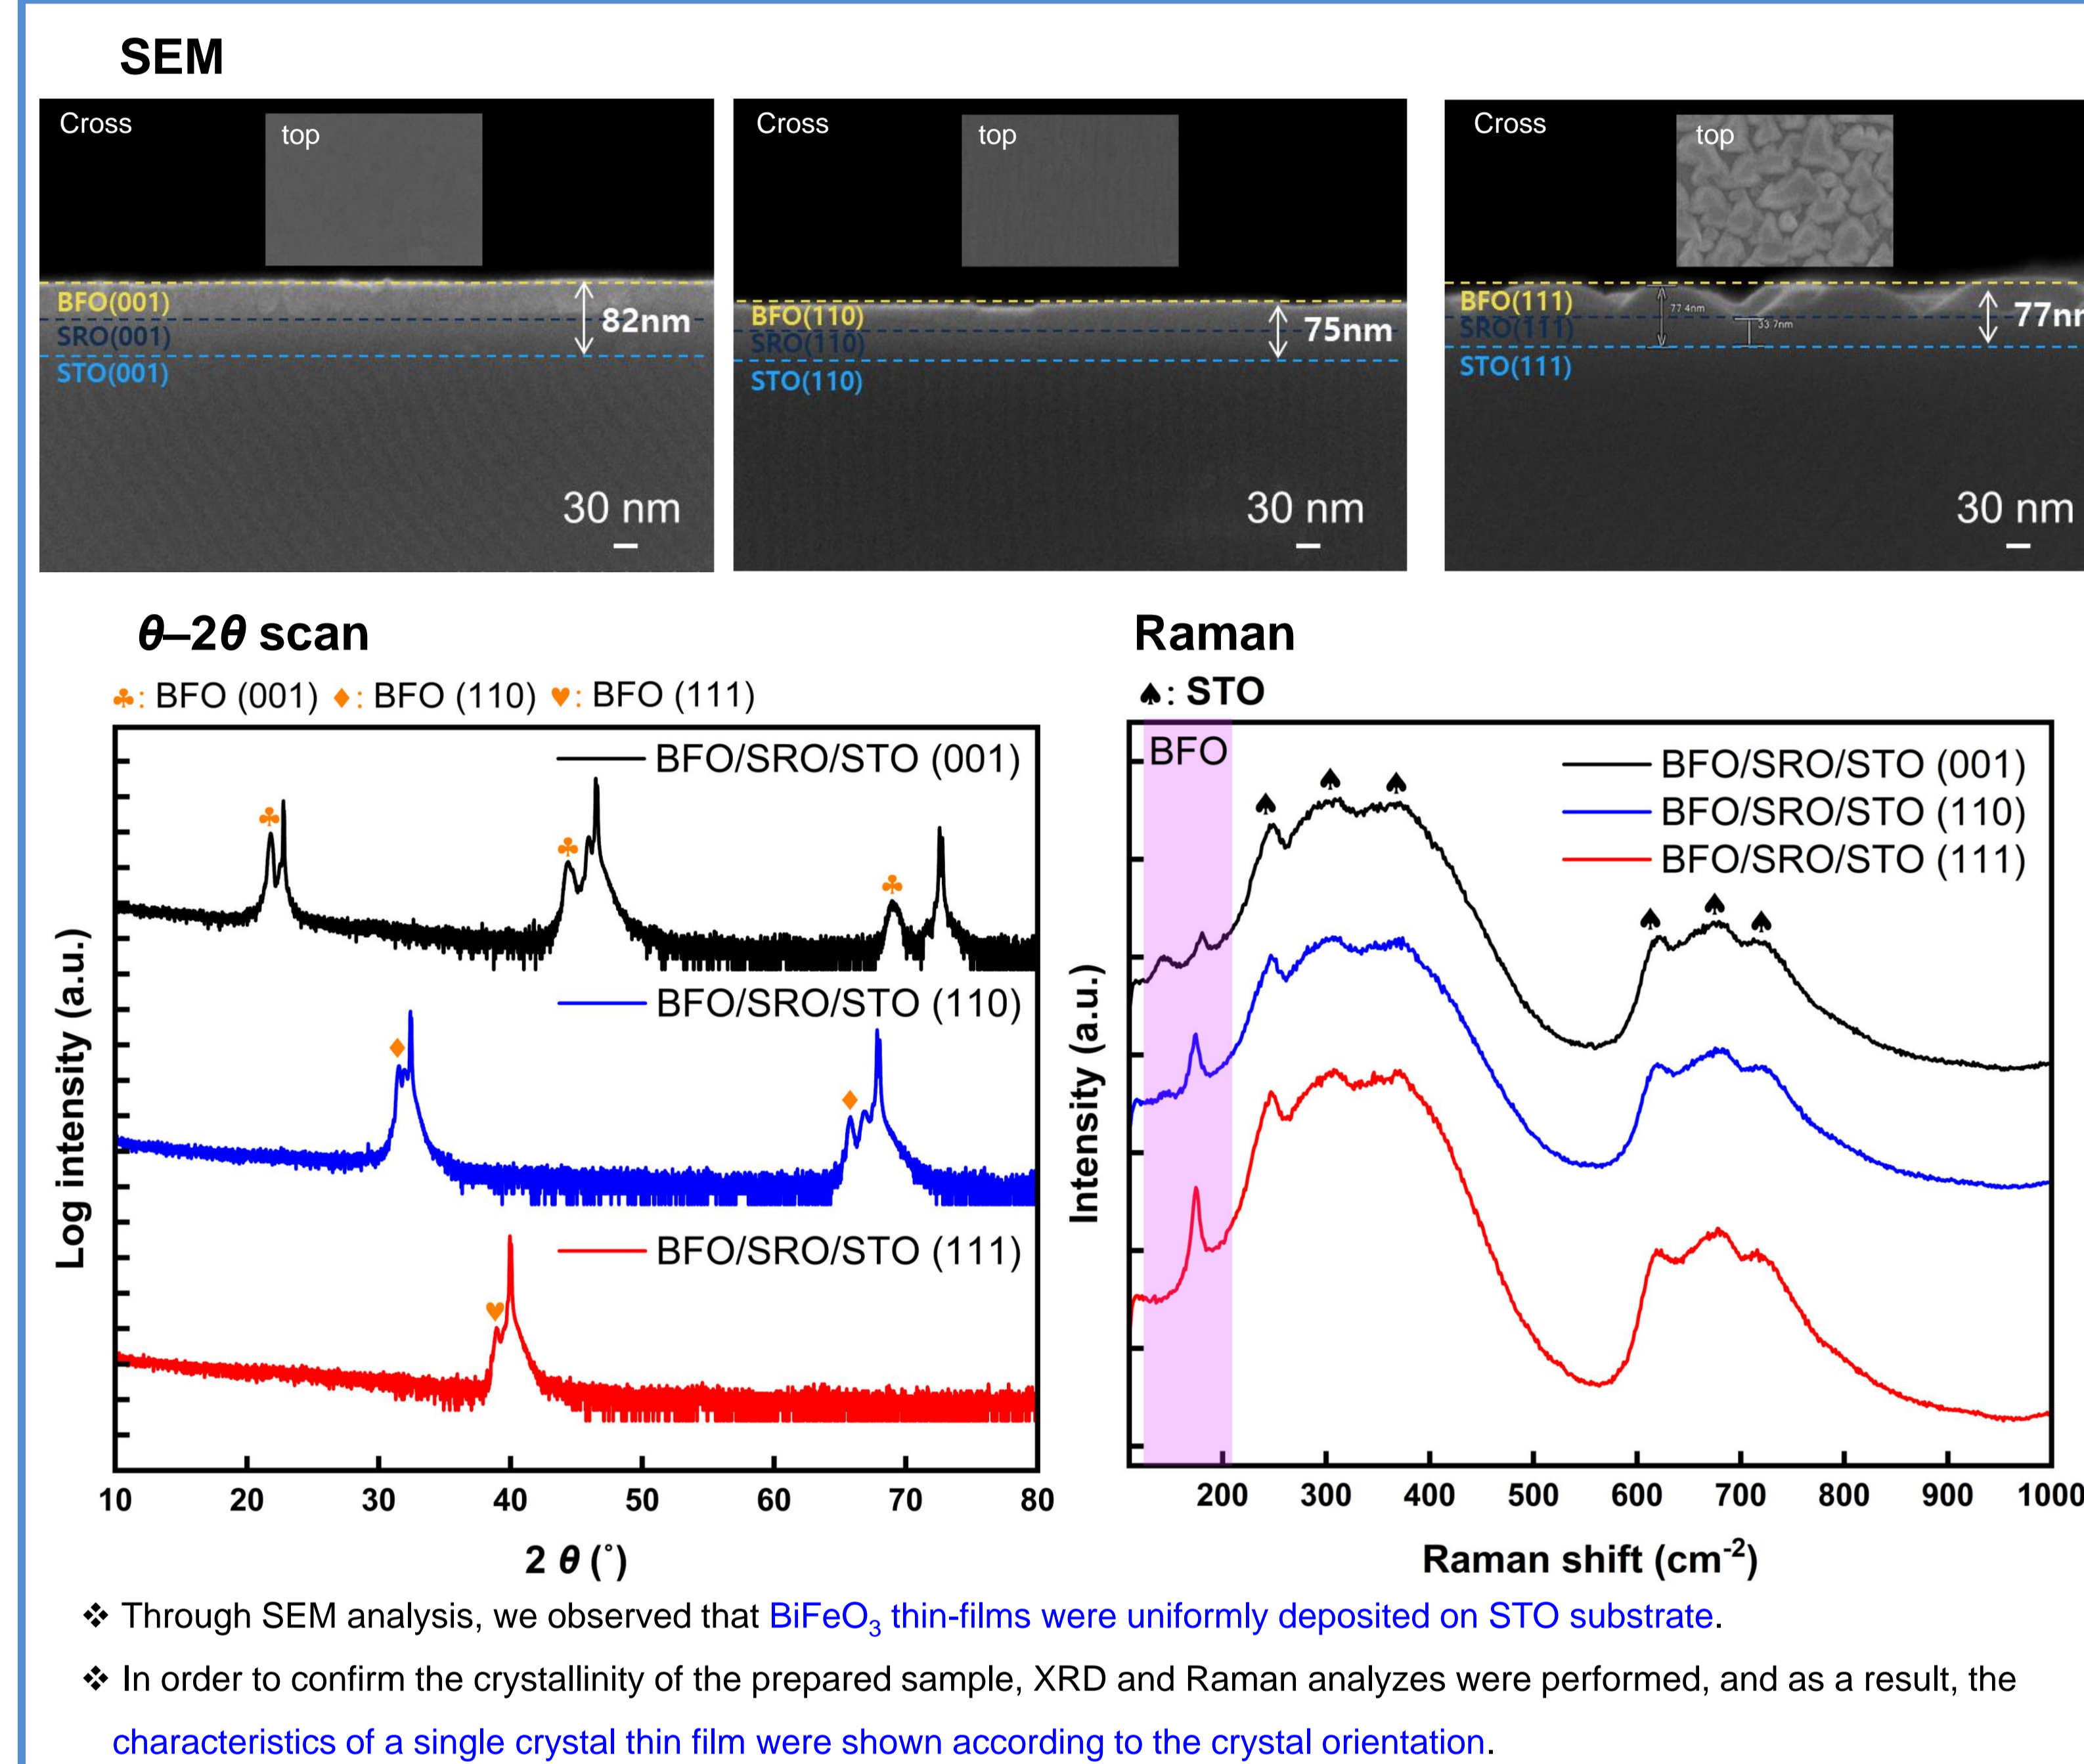 SEM
Cross
top
BFO(001)
SRO(001)
STO(001)
82nm
30 nm
Cross
top
BFO(110)
SRO(110)
STO(110)
75nm
30 nm
Cross
top
BFO(111)
SRO(111)
STO(111)
77.4nm
33.7nm
77nm
30 nm
θ–2θ scan
♣: BFO (001) ♦: BFO (110) ♥: BFO (111)
BFO/SRO/STO (001)
BFO/SRO/STO (110)
BFO/SRO/STO (111)
Log intensity (a.u.)
10 20 30 40 50 60 70 80
2 θ (˚)
Raman
♠: STO
BFO
BFO/SRO/STO (001)
BFO/SRO/STO (110)
BFO/SRO/STO (111)
Intensity (a.u.)
200 300 400 500 600 700 800 900 1000
Raman shift (cm⁻²)
❖ Through SEM analysis, we observed that BiFeO₃ thin-films were uniformly deposited on STO substrate.
❖ In order to confirm the crystallinity of the prepared sample, XRD and Raman analyzes were performed, and as a result, the
characteristics of a single crystal thin film were shown according to the crystal orientation.